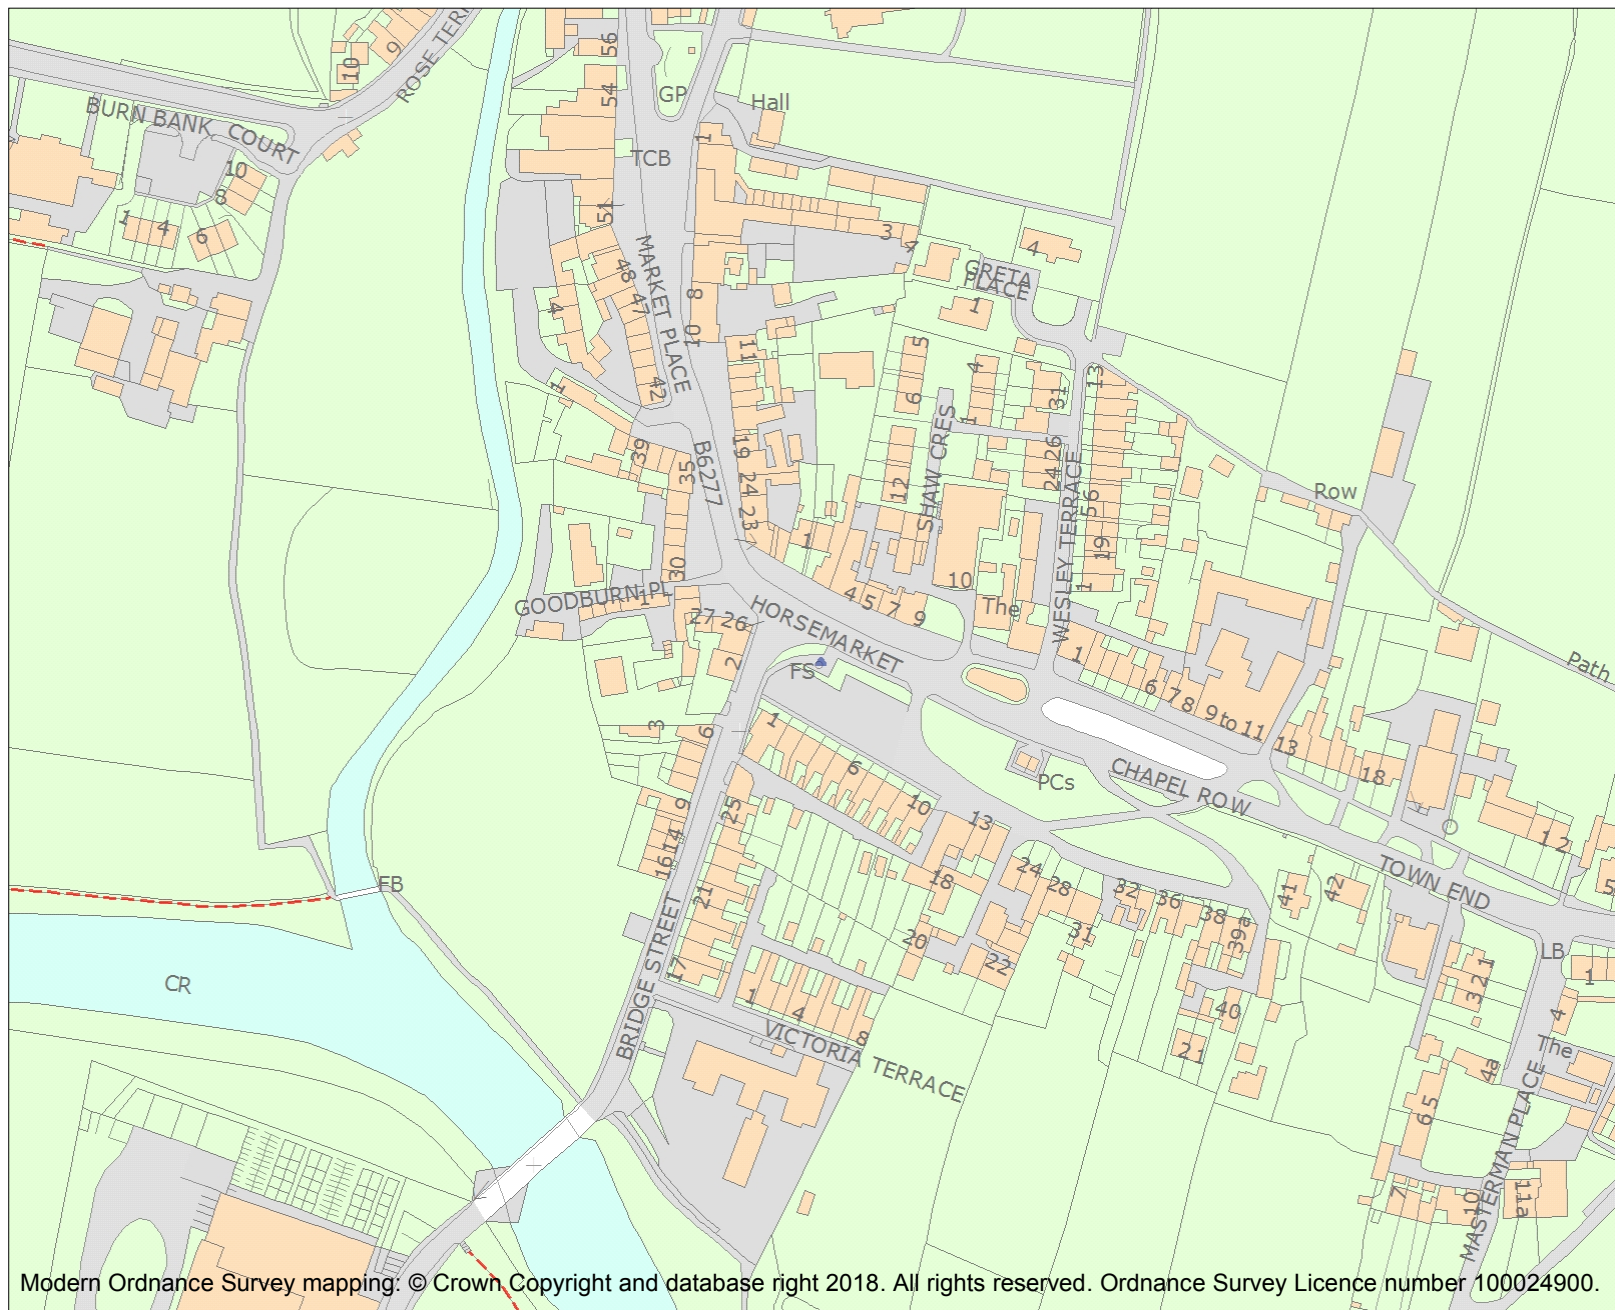 ROSE TERR
9
10
BURN BANK COURT
10
8
1
4
6
56
54
GP
Hall
TCB
1
51
MARKET PLACE
48
47
4
42
8
10
11
3
4
4
GRETA
PLACE
1
5
6
4
1
31
13
SHAW CRES
12
26
24
WESLEY TERRACE
5 6
19
1
Row
Path
1
39
35
B6277
19
24
23
30
GOODBURN PL
1
27 26
2
HORSEMARKET
1
4
5
7
9
10
The
FS
1
6
7
8
9 to 11
13
18
3
6
1
6
10
13
PCs
CHAPEL ROW
9
14
16
25
21
17
18
20
22
24
28
31
32
36
38
39a
40
2 1
41
42
TOWN END
1 2
5
LB
1
3 2 1
4
The
4a
6 5
7
10
11a
MASTERMAN PLACE
FB
CR
BRIDGE STREET
1
4
8
VICTORIA TERRACE
Modern Ordnance Survey mapping: © Crown Copyright and database right 2018. All rights reserved. Ordnance Survey Licence number 100024900.